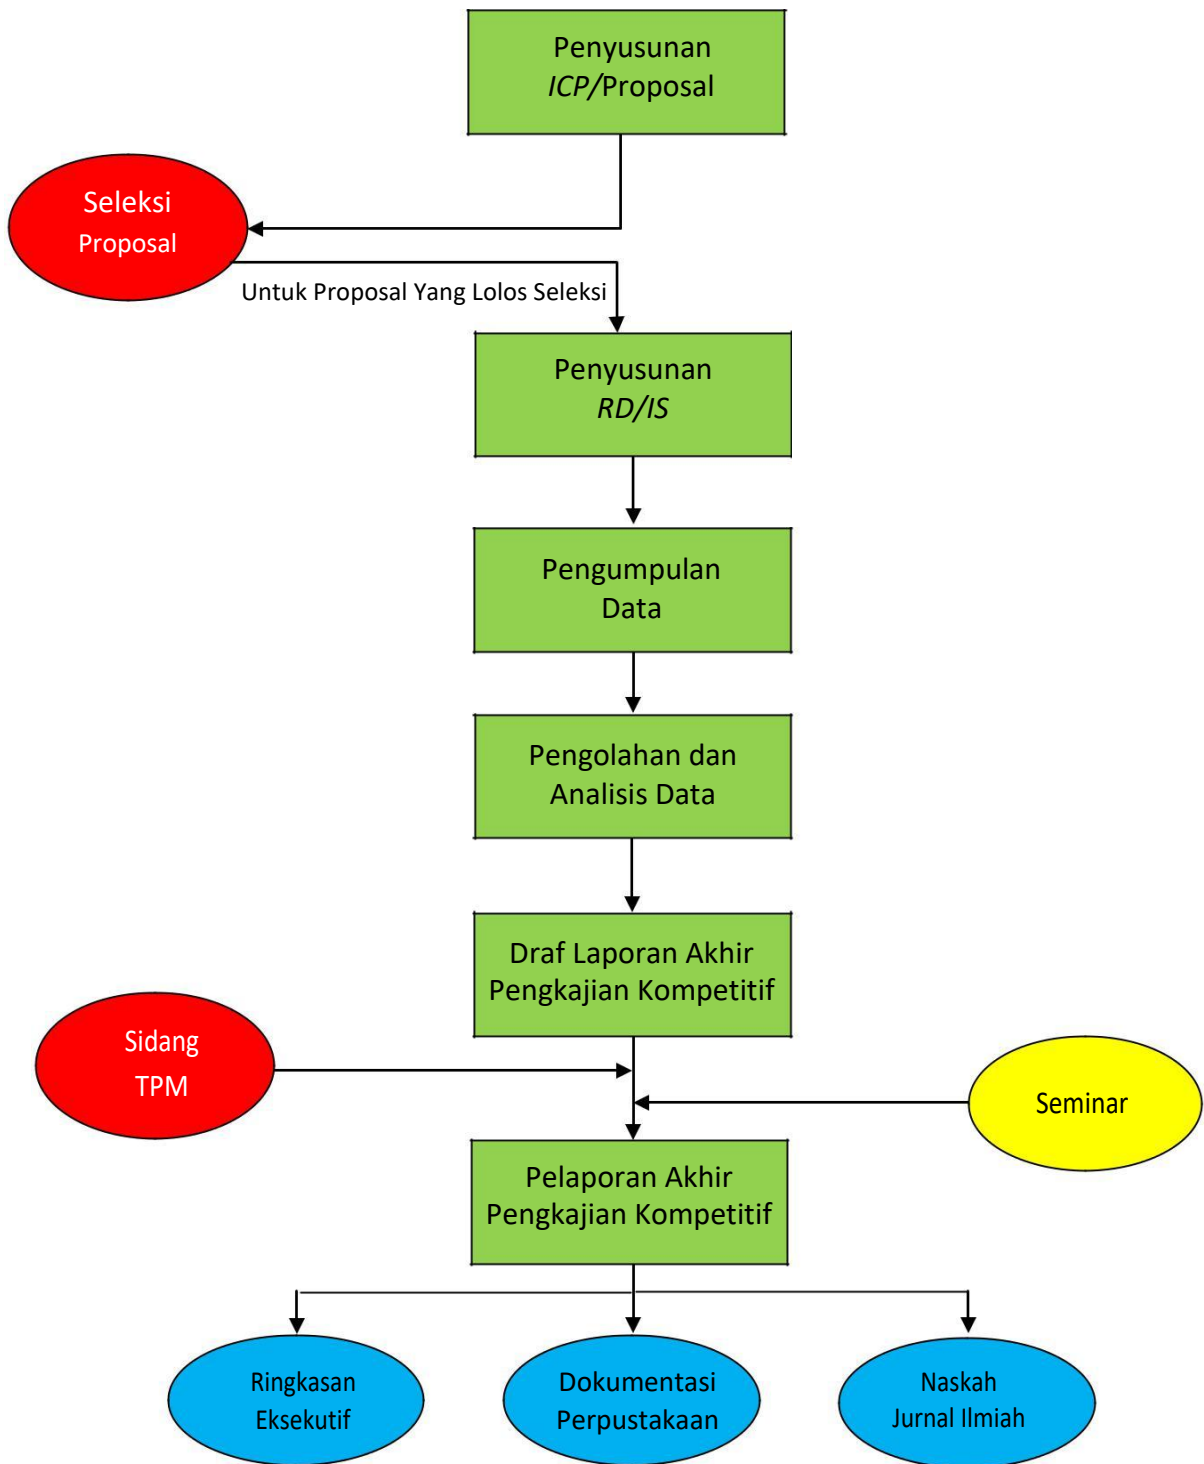 Penyusunan
ICP/Proposal
Seleksi
Proposal
Untuk Proposal Yang Lolos Seleksi
Penyusunan
RD/IS
Pengumpulan
Data
Pengolahan dan
Analisis Data
Draf Laporan Akhir
Pengkajian Kompetitif
Sidang
TPM
Seminar
Pelaporan Akhir
Pengkajian Kompetitif
Ringkasan
Eksekutif
Dokumentasi
Perpustakaan
Naskah
Jurnal Ilmiah